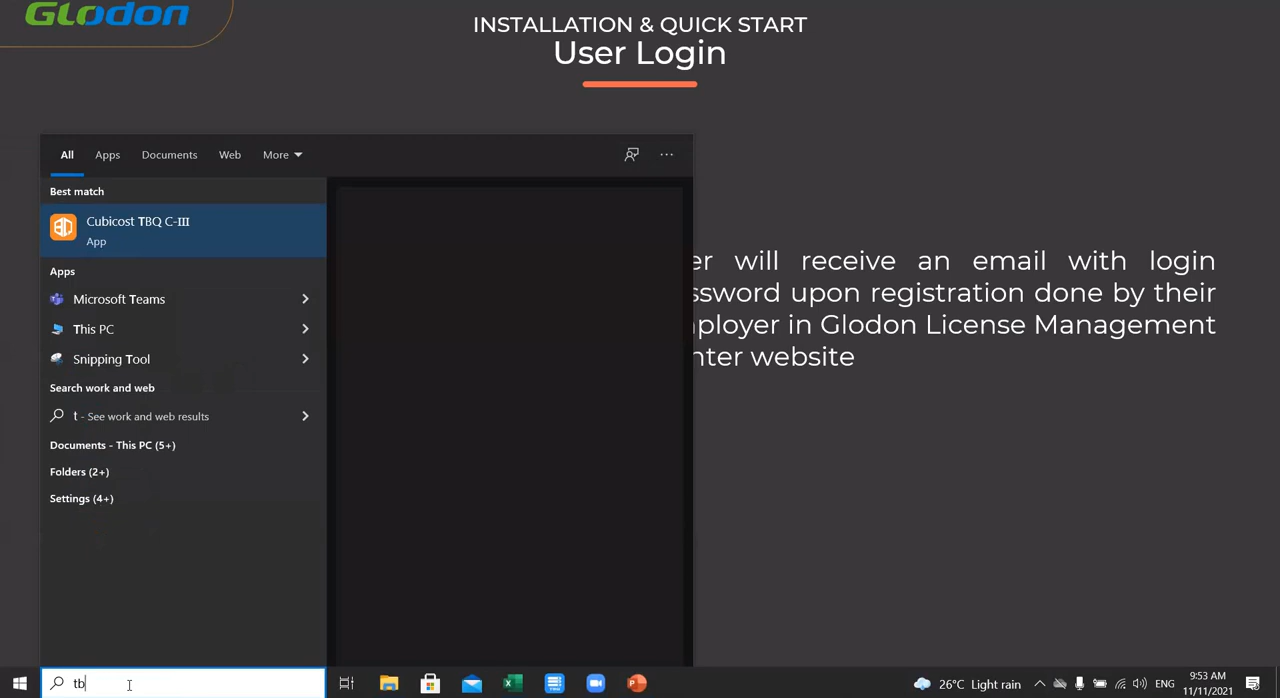 GLODON
INSTALLATION & QUICK START
User Login
All Apps Documents Web More
Best match
Cubicost TBQ C-III
App
Apps
Microsoft Teams
This PC
Snipping Tool
Search work and web
t - See work and web results
Documents - This PC (5+)
Folders (2+)
Settings (4+)
er will receive an email with login
ssword upon registration done by their
ployer in Glodon License Management
nter website
tb
26°C Light rain
ENG
9:53 AM
11/11/2021